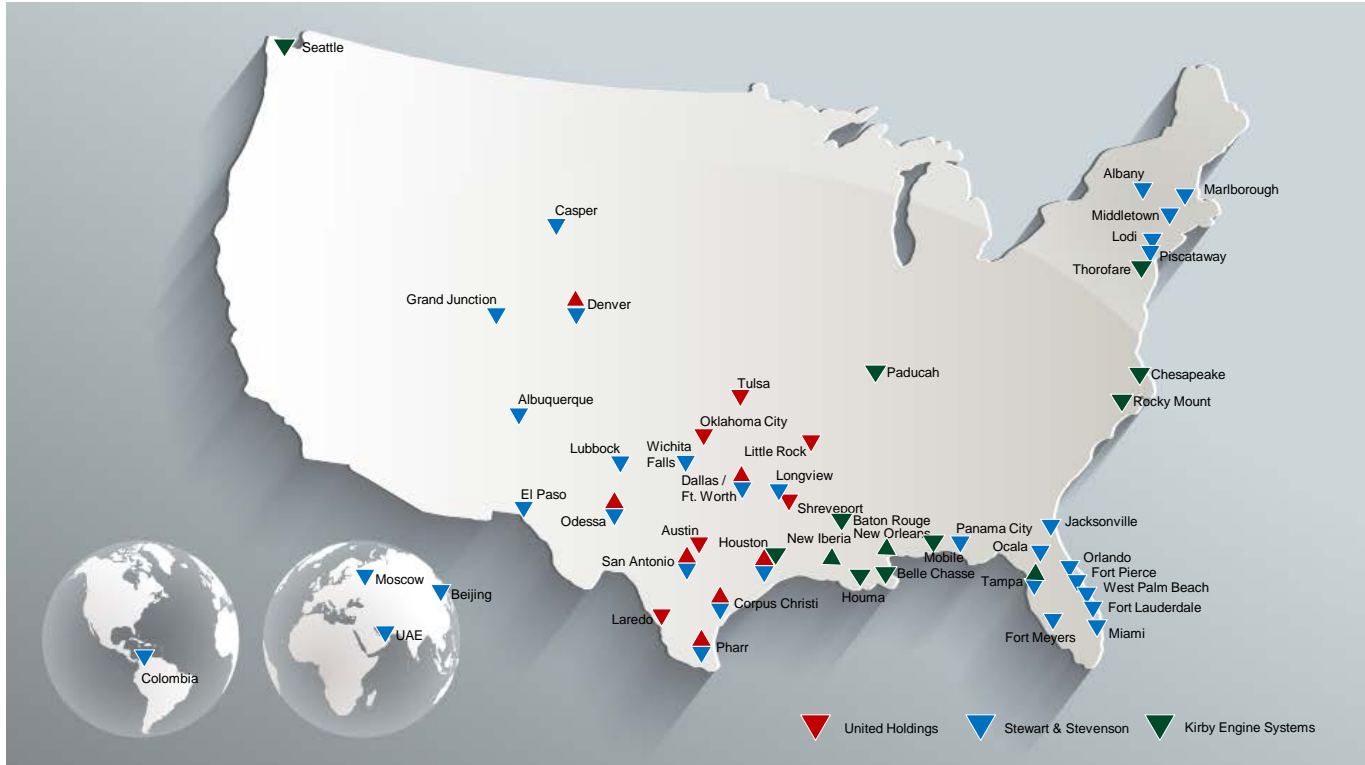 Seattle
Albany
Marlborough
Middletown
Casper
Lodi
Piscataway
Thorofare
Grand Junction
Denver
Paducah
Chesapeake
Tulsa
Albuquerque
Rocky Mount
Oklahoma City
Lubbock
Wichita
Falls
Little Rock
Dallas /
Ft. Worth
Longview
El Paso
Shreveport
Odessa
Baton Rouge
Jacksonville
Austin
Houston
New Iberia
New Orleans
Panama City
Mobile
Ocala
San Antonio
Orlando
Belle Chasse
Fort Pierce
Tampa
Moscow
West Palm Beach
Beijing
Houma
Corpus Christi
Fort Lauderdale
Laredo
UAE
Fort Meyers
Miami
Pharr
Colombia
United Holdings
Stewart & Stevenson
Kirby Engine Systems